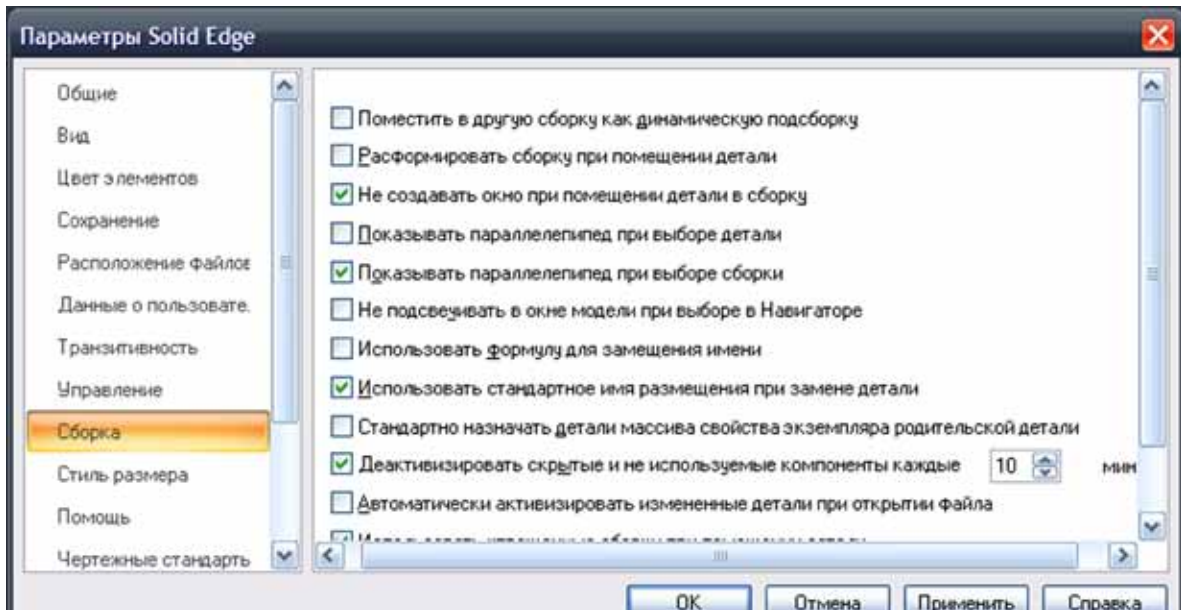 Параметры Solid Edge
Общие
Вид
Цвет элементов
Сохранение
Расположение файлов
Данные о пользовате.
Транзитивность
Управление
Сборка
Стиль размера
Помощь
Чертежные стандарты
Поместить в другую сборку как динамическую подсборку
Расформировать сборку при помещении детали
Не создавать окно при помещении детали в сборку
Показывать параллелепипед при выборе детали
Показывать параллелепипед при выборе сборки
Не подсвечивать в окне модели при выборе в Навигаторе
Использовать формулу для замещения имени
Использовать стандартное имя размещения при замене детали
Стандартно назначать детали массива свойства экземпляра родительской детали
Деактивизировать скрытые и не используемые компоненты каждые 10 мин
Автоматически активизировать измененные детали при открытии файла
OK Отмена Применить Справка